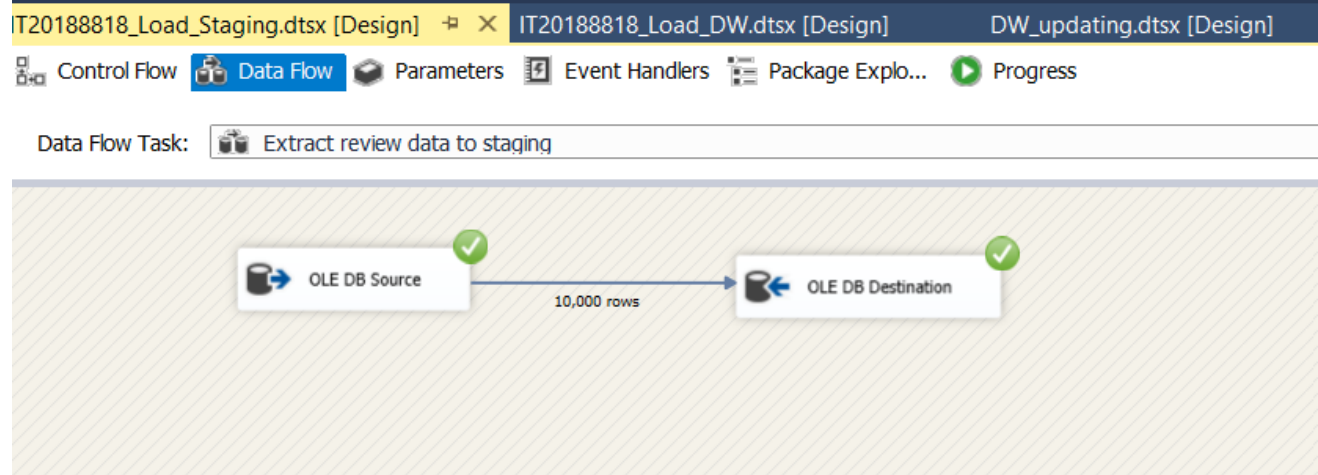 IT20188818_Load_Staging.dtsx [Design] IT20188818_Load_DW.dtsx [Design] DW_updating.dtsx [Design]
Control Flow Data Flow Parameters Event Handlers Package Explo... Progress
Data Flow Task: Extract review data to staging
OLE DB Source OLE DB Destination
10,000 rows